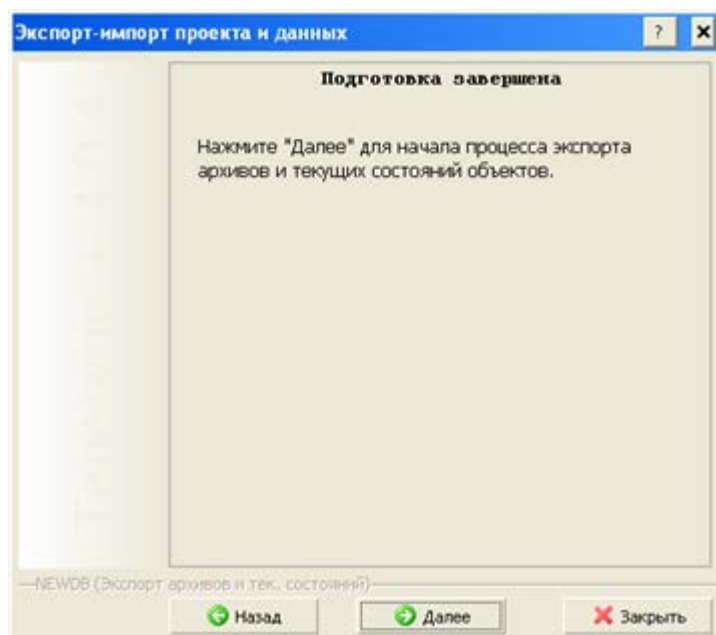 Экспорт-импорт проекта и данных
?
Подготовка завершена
Нажмите "Далее" для начала процесса экспорта
архивов и текущих состояний объектов.
NEWDB (Экспорт архивов и тек. состояний)
Назад
Далее
Закрыть